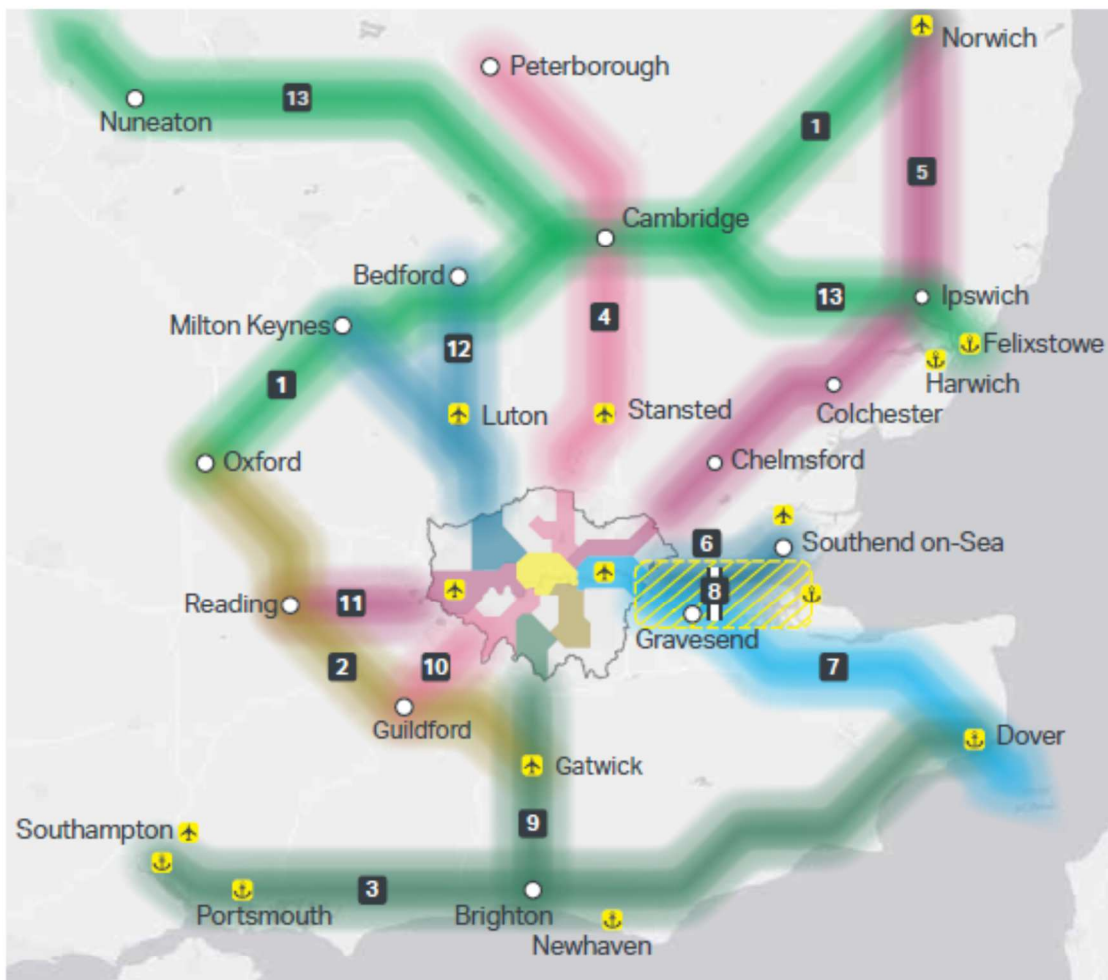 Norwich
Peterborough
13
Nuneaton
1
5
Cambridge
Bedford
13
Ipswich
Milton Keynes
4
Felixstowe
12
Harwich
1
Luton
Stansted
Colchester
Oxford
Chelmsford
6
Southend on-Sea
8
Reading
11
Gravesend
2
10
7
Guildford
Dover
Gatwick
9
Southampton
3
Portsmouth
Brighton
Newhaven